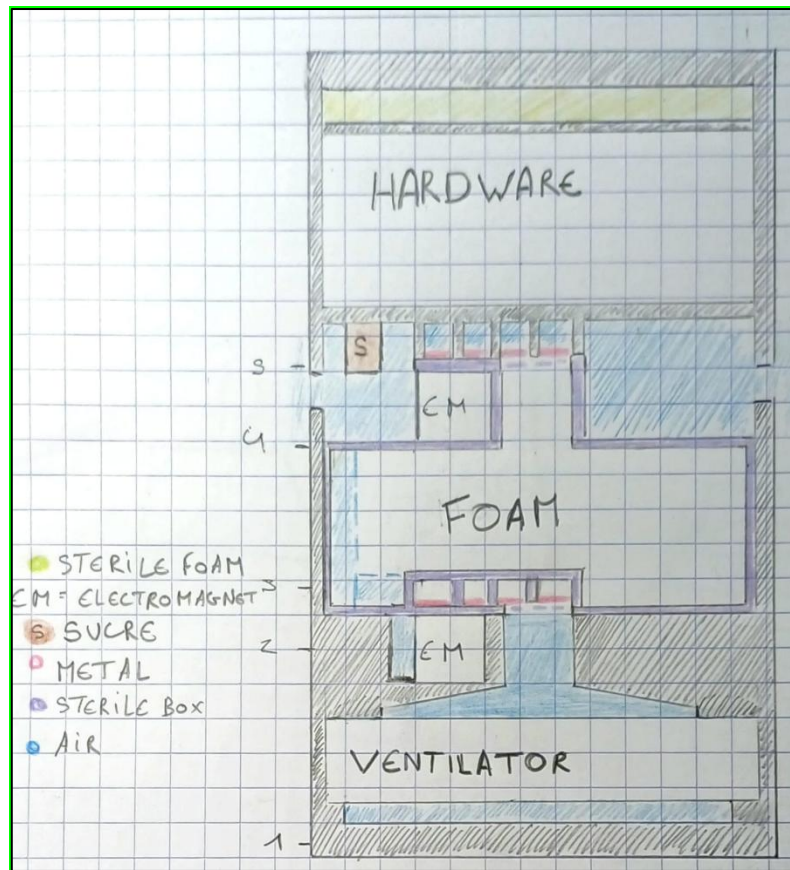 HARDWARE
S
5
EM
4
FOAM
STERILE FOAM
3
EM = ELECTROMAGNET
S SUCRE
2
EM
METAL
STERILE BOX
AIR
VENTILATOR
1